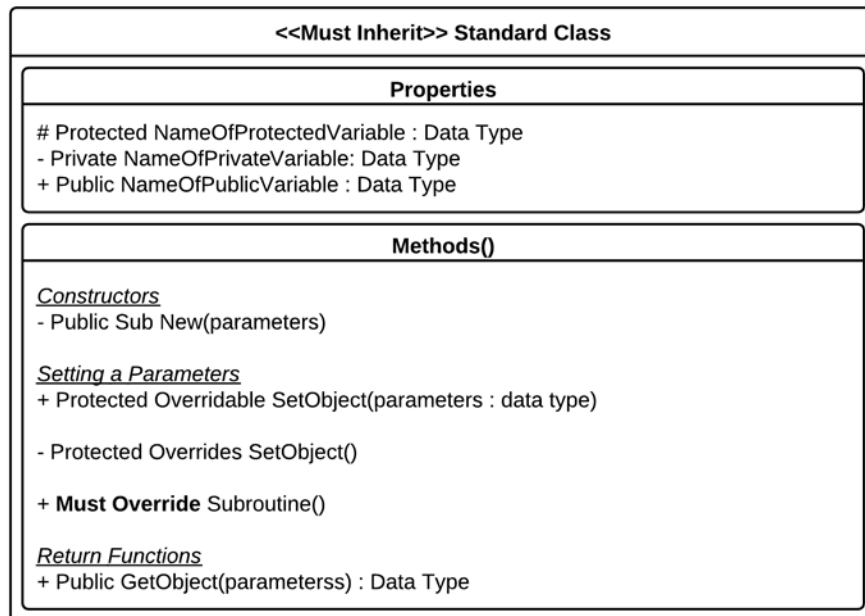 <<Must Inherit>> Standard Class
Properties
# Protected NameOfProtectedVariable : Data Type
- Private NameOfPrivateVariable: Data Type
+ Public NameOfPublicVariable : Data Type
Methods()
Constructors
- Public Sub New(parameters)
Setting a Parameters
+ Protected Overridable SetObject(parameters : data type)
- Protected Overrides SetObject()
+ Must Override Subroutine()
Return Functions
+ Public GetObject(parameterss) : Data Type